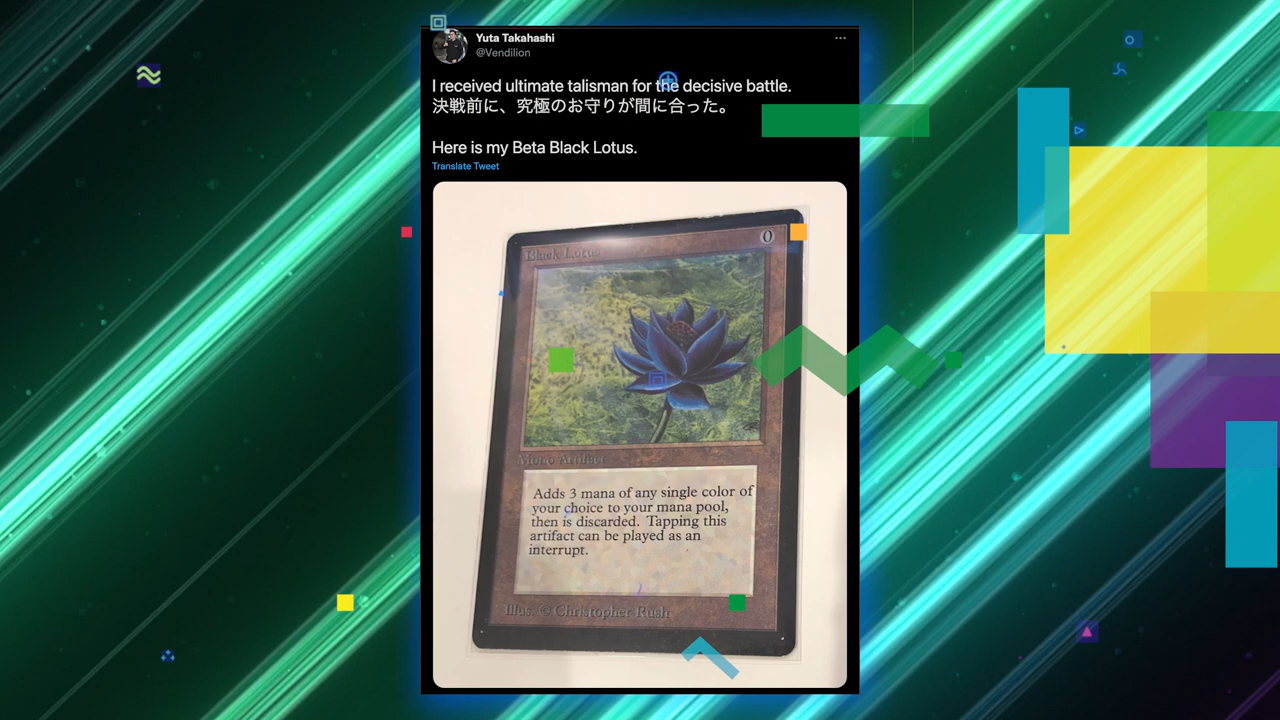 Yuta Takahashi
@Vendilion
I received ultimate talisman for the decisive battle.
決戦前に、究極のお守りが間に合った。
Here is my Beta Black Lotus.
Translate Tweet
Black Lotus
0
Mono Artifact
Adds 3 mana of any single color of
your choice to your mana pool,
then is discarded. Tapping this
artifact can be played as an
interrupt.
Illus. © Christopher Rush